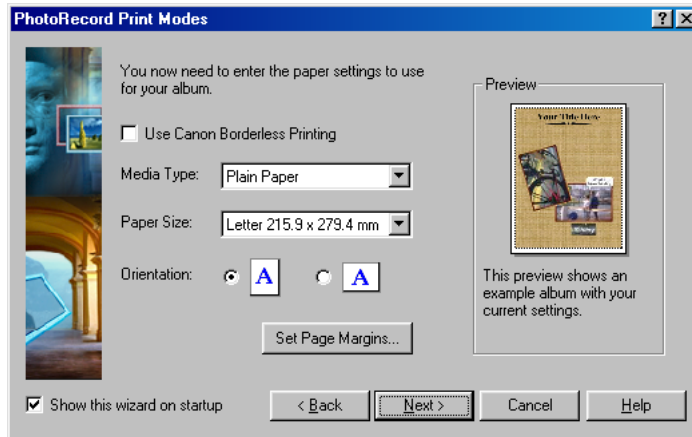 PhotoRecord Print Modes
You now need to enter the paper settings to use
for your album.
Use Canon Borderless Printing
Media Type:
Plain Paper
Paper Size:
Letter 215.9 x 279.4 mm
Orientation:
A
A
Set Page Margins...
Preview
Your Title Here
This preview shows an
example album with your
current settings.
Show this wizard on startup
< Back
Next >
Cancel
Help